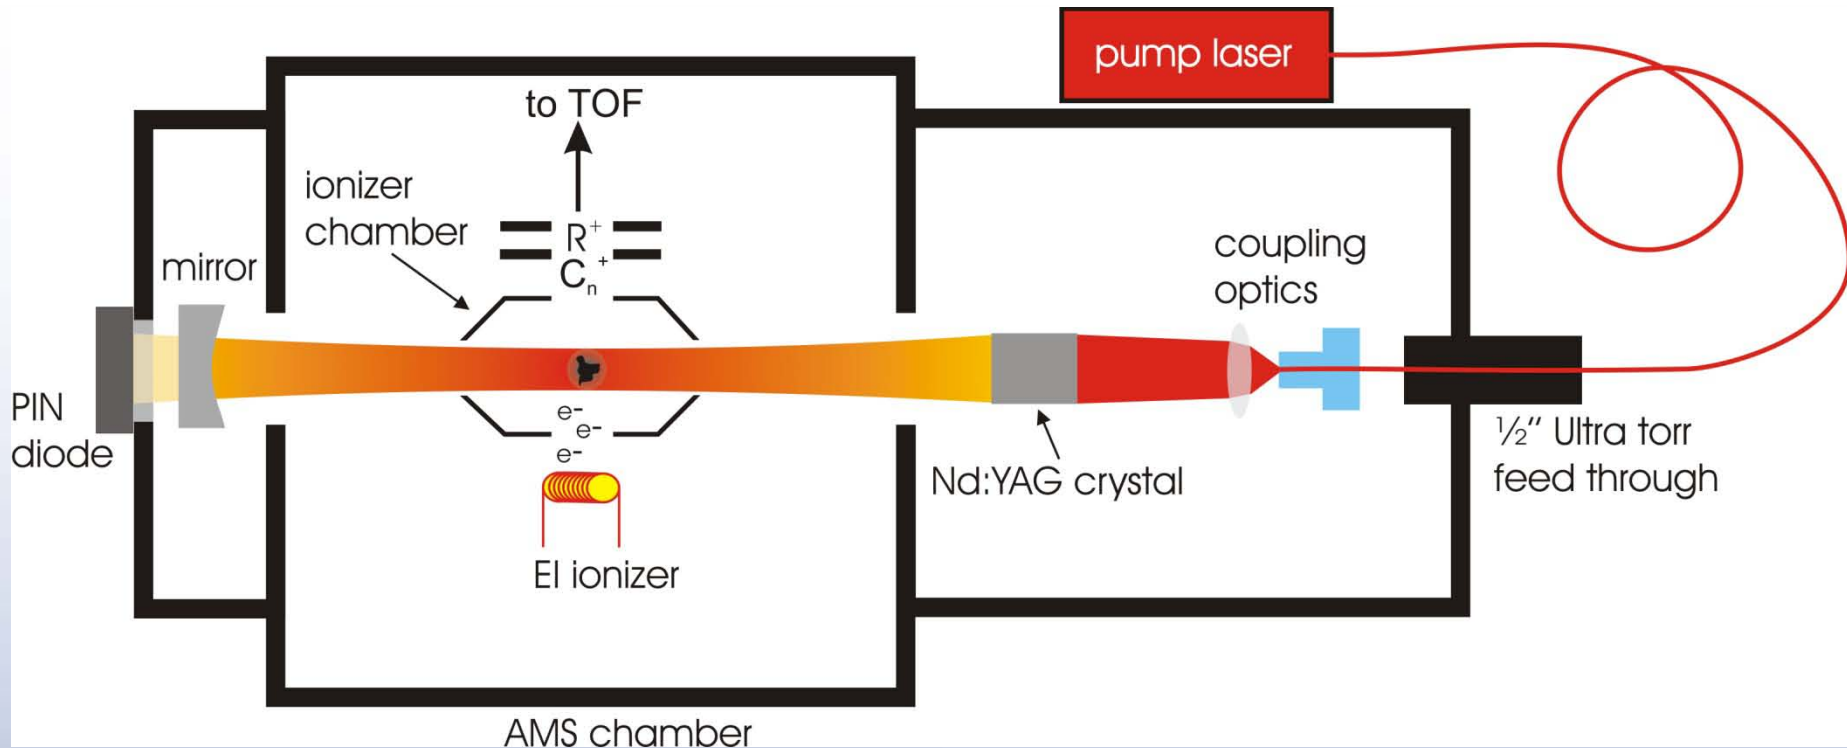 pump laser
to TOF
ionizer
chamber
R+
Cn+
mirror
coupling
optics
PIN
diode
e-
e-
e-
Nd:YAG crystal
½" Ultra torr
feed through
EI ionizer
AMS chamber